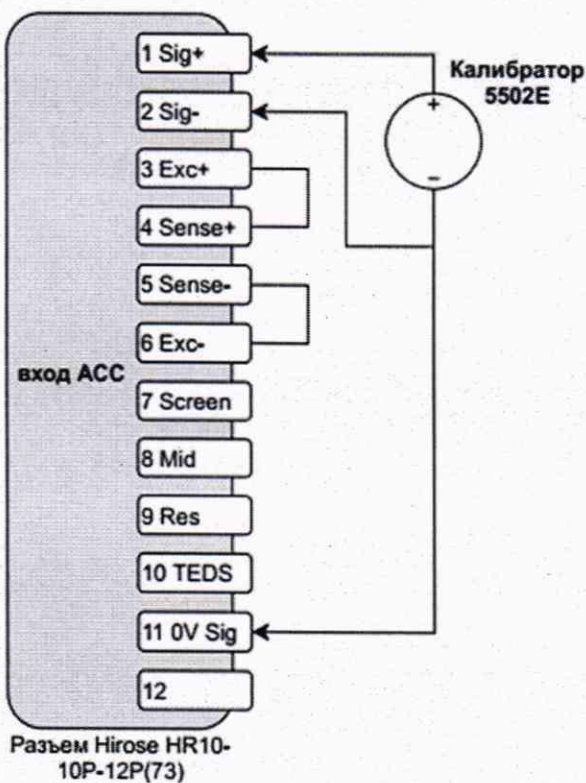 1 Sig+
2 Sig-
3 Exc+
4 Sense+
5 Sense-
6 Exc-
7 Screen
8 Mid
9 Res
10 TEDS
11 0V Sig
12
вход ACC
Калибратор
5502E
+
−
Разъем Hirose HR10-
10P-12P(73)